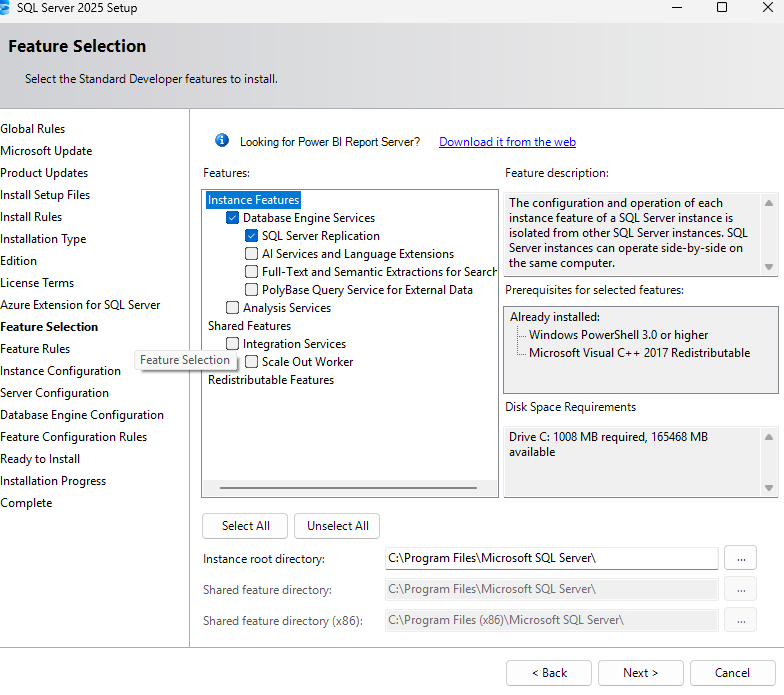 SQL Server 2025 Setup
Feature Selection
Select the Standard Developer features to install.
Global Rules
Microsoft Update
Product Updates
Install Setup Files
Install Rules
Installation Type
Edition
License Terms
Azure Extension for SQL Server
Feature Selection
Feature Rules
Instance Configuration
Server Configuration
Database Engine Configuration
Feature Configuration Rules
Ready to Install
Installation Progress
Complete
Feature Selection
Looking for Power BI Report Server? Download it from the web
Features:
Instance Features
Database Engine Services
SQL Server Replication
AI Services and Language Extensions
Full-Text and Semantic Extractions for Search
PolyBase Query Service for External Data
Analysis Services
Shared Features
Integration Services
Scale Out Worker
Redistributable Features
Feature description:
The configuration and operation of each
instance feature of a SQL Server instance is
isolated from other SQL Server instances. SQL
Server instances can operate side-by-side on
the same computer.
Prerequisites for selected features:
Already installed:
Windows PowerShell 3.0 or higher
Microsoft Visual C++ 2017 Redistributable
Disk Space Requirements
Drive C: 1008 MB required, 165468 MB
available
Select All Unselect All
Instance root directory: C:\Program Files\Microsoft SQL Server\ ...
Shared feature directory: C:\Program Files\Microsoft SQL Server\ ...
Shared feature directory (x86): C:\Program Files (x86)\Microsoft SQL Server\ ...
< Back Next > Cancel